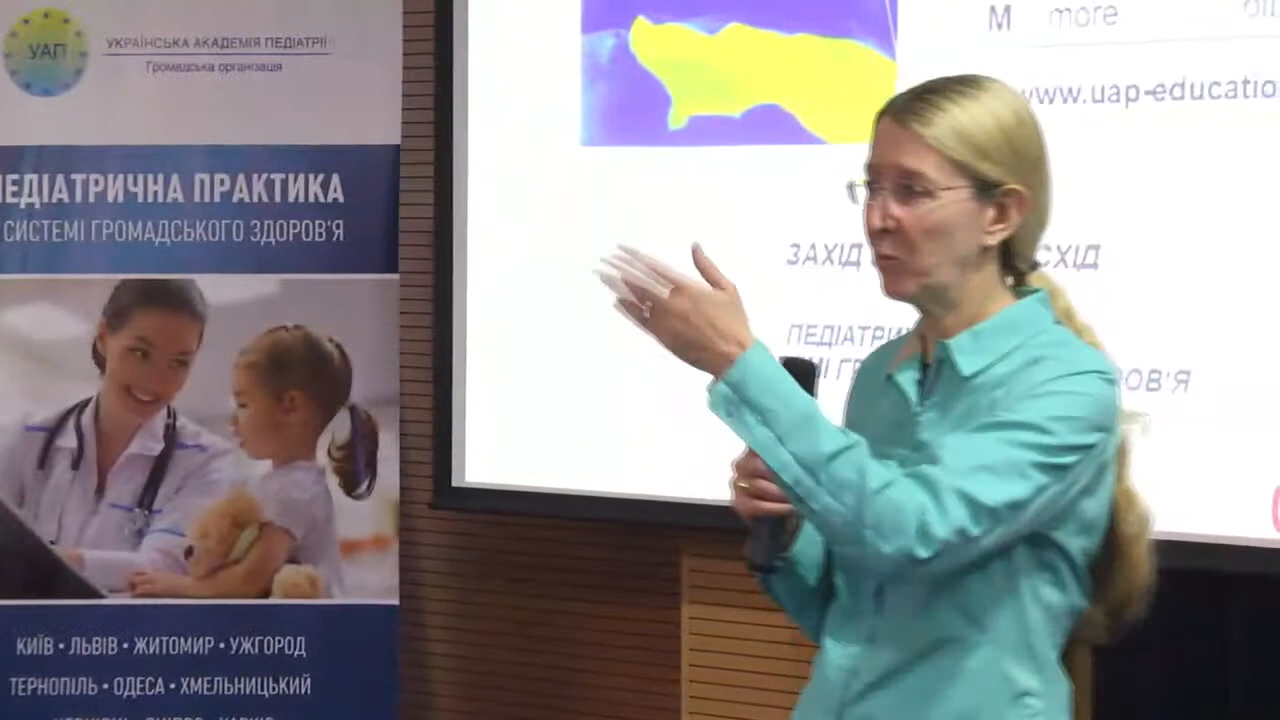 УАП
УКРАЇНСЬКА АКАДЕМІЯ ПЕДІАТРІЇ
Громадська організація
ПЕДІАТРИЧНА ПРАКТИКА
СИСТЕМІ ГРОМАДСЬКОГО ЗДОРОВ'Я
КИЇВ • ЛЬВІВ • ЖИТОМИР • УЖГОРОД
ТЕРНОПІЛЬ • ОДЕСА • ХМЕЛЬНИЦЬКИЙ
M more
www.uap-educatio
ЗАХІД СХІД
ПЕДІАТРИ
ОВ'Я